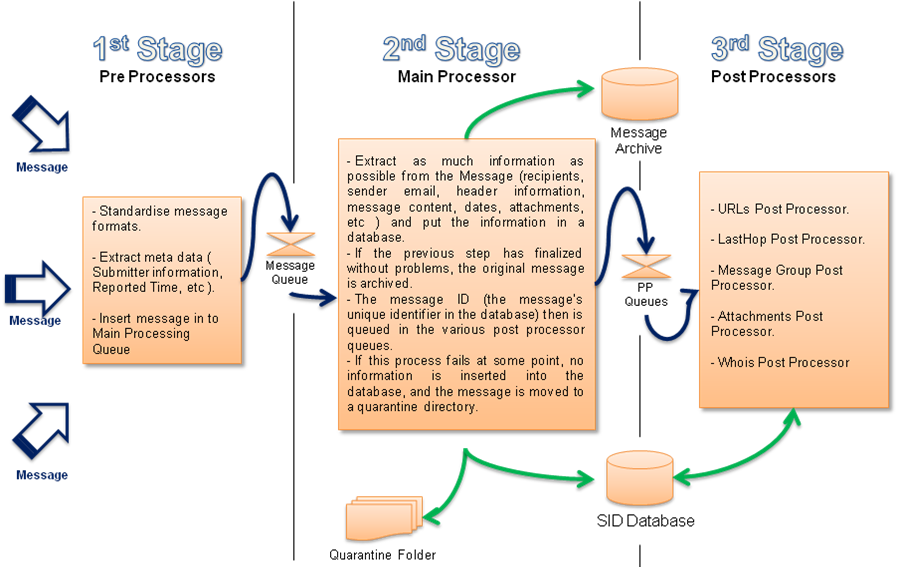 1st Stage
Pre Processors
2nd Stage
Main Processor
3rd Stage
Post Processors
Message
Message
Message
- Standardise message
formats.
- Extract meta data (
Submitter information,
Reported Time, etc ).
- Insert message in to
Main Processing
Queue
Message
Queue
- Extract as much information as
possible from the Message (recipients,
sender email, header information,
message content, dates, attachments,
etc ) and put the information in a
database.
- If the previous step has finalized
without problems, the original message
is archived.
- The message ID (the message's
unique identifier in the database) then is
queued in the various post processor
queues.
- If this process fails at some point, no
information is inserted into the
database, and the message is moved to
a quarantine directory.
Message
Archive
PP
Queues
- URLs Post Processor.
- LastHop Post Processor.
- Message Group Post
Processor.
- Attachments Post
Processor.
- Whois Post Processor
Quarantine Folder
SID Database